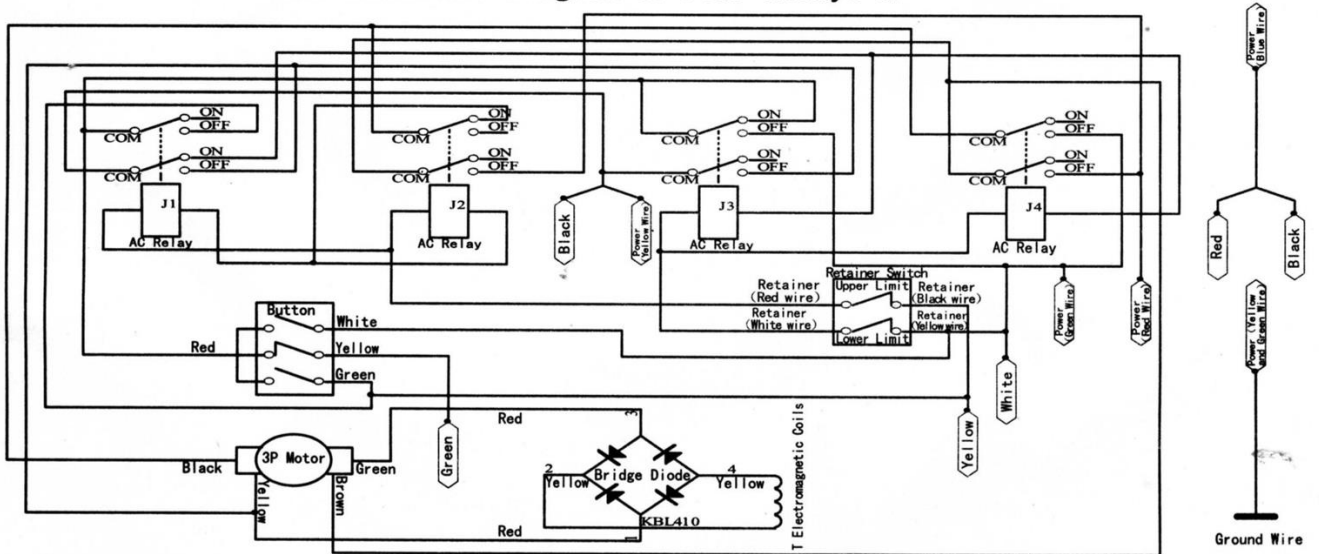 Power
Blue Wire)
ON
OFF
COM
ON
OFF
COM
J1
AC Relay
ON
OFF
COM
ON
OFF
COM
J2
AC Relay
ON
OFF
COM
ON
OFF
COM
J3
AC Relay
ON
OFF
COM
ON
OFF
COM
J4
AC Relay
Black
Power
Yellow Wire)
Red
Black
Retainer Switch
Upper Limit
Retainer
(Red wire)
Retainer
(Black wire)
Retainer
(White wire)
Retainer
(Yellow wire)
Lower Limit
Power
(Green Wire)
Power
(Red Wire)
Power (Yellow
and Green Wire)
Button
White
Red
Yellow
Green
Green
White
Yellow
3P Motor
Black
Green
Yellow
Brown
Red
3
2
Yellow
Bridge Diode
4
Yellow
KBL410
1
Red
T Electromagnetic Coils
Ground Wire